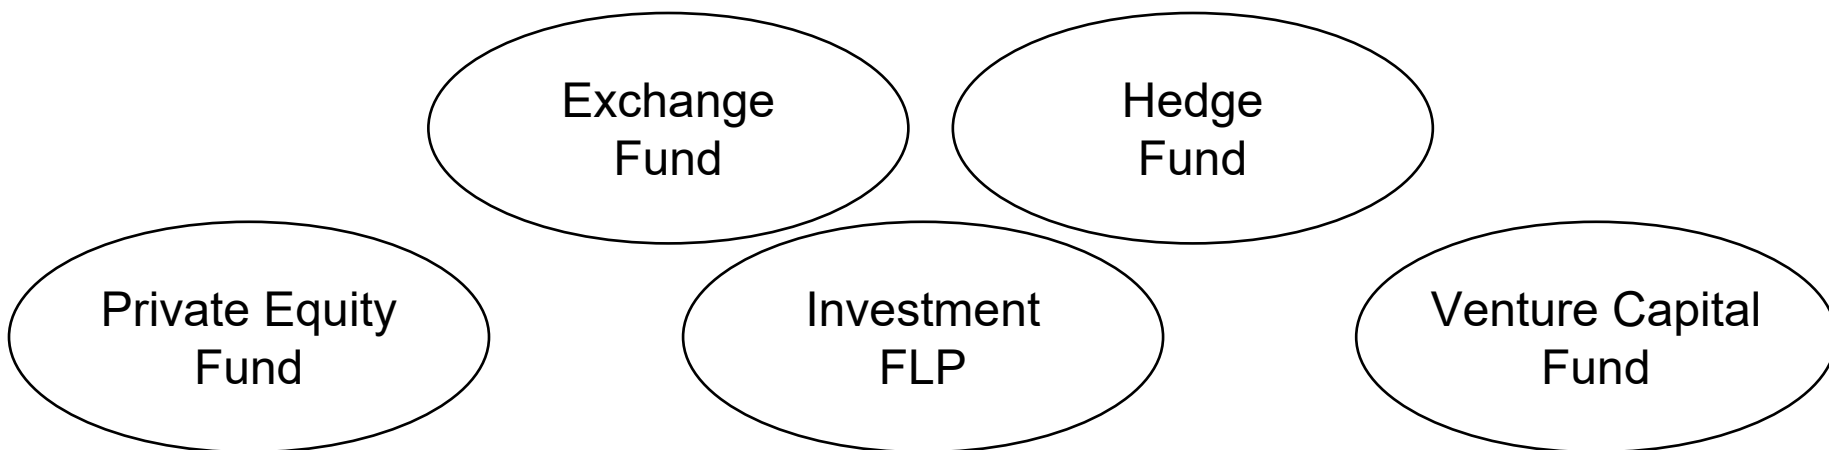 Exchange
Fund
Hedge
Fund
Private Equity
Fund
Investment
FLP
Venture Capital
Fund